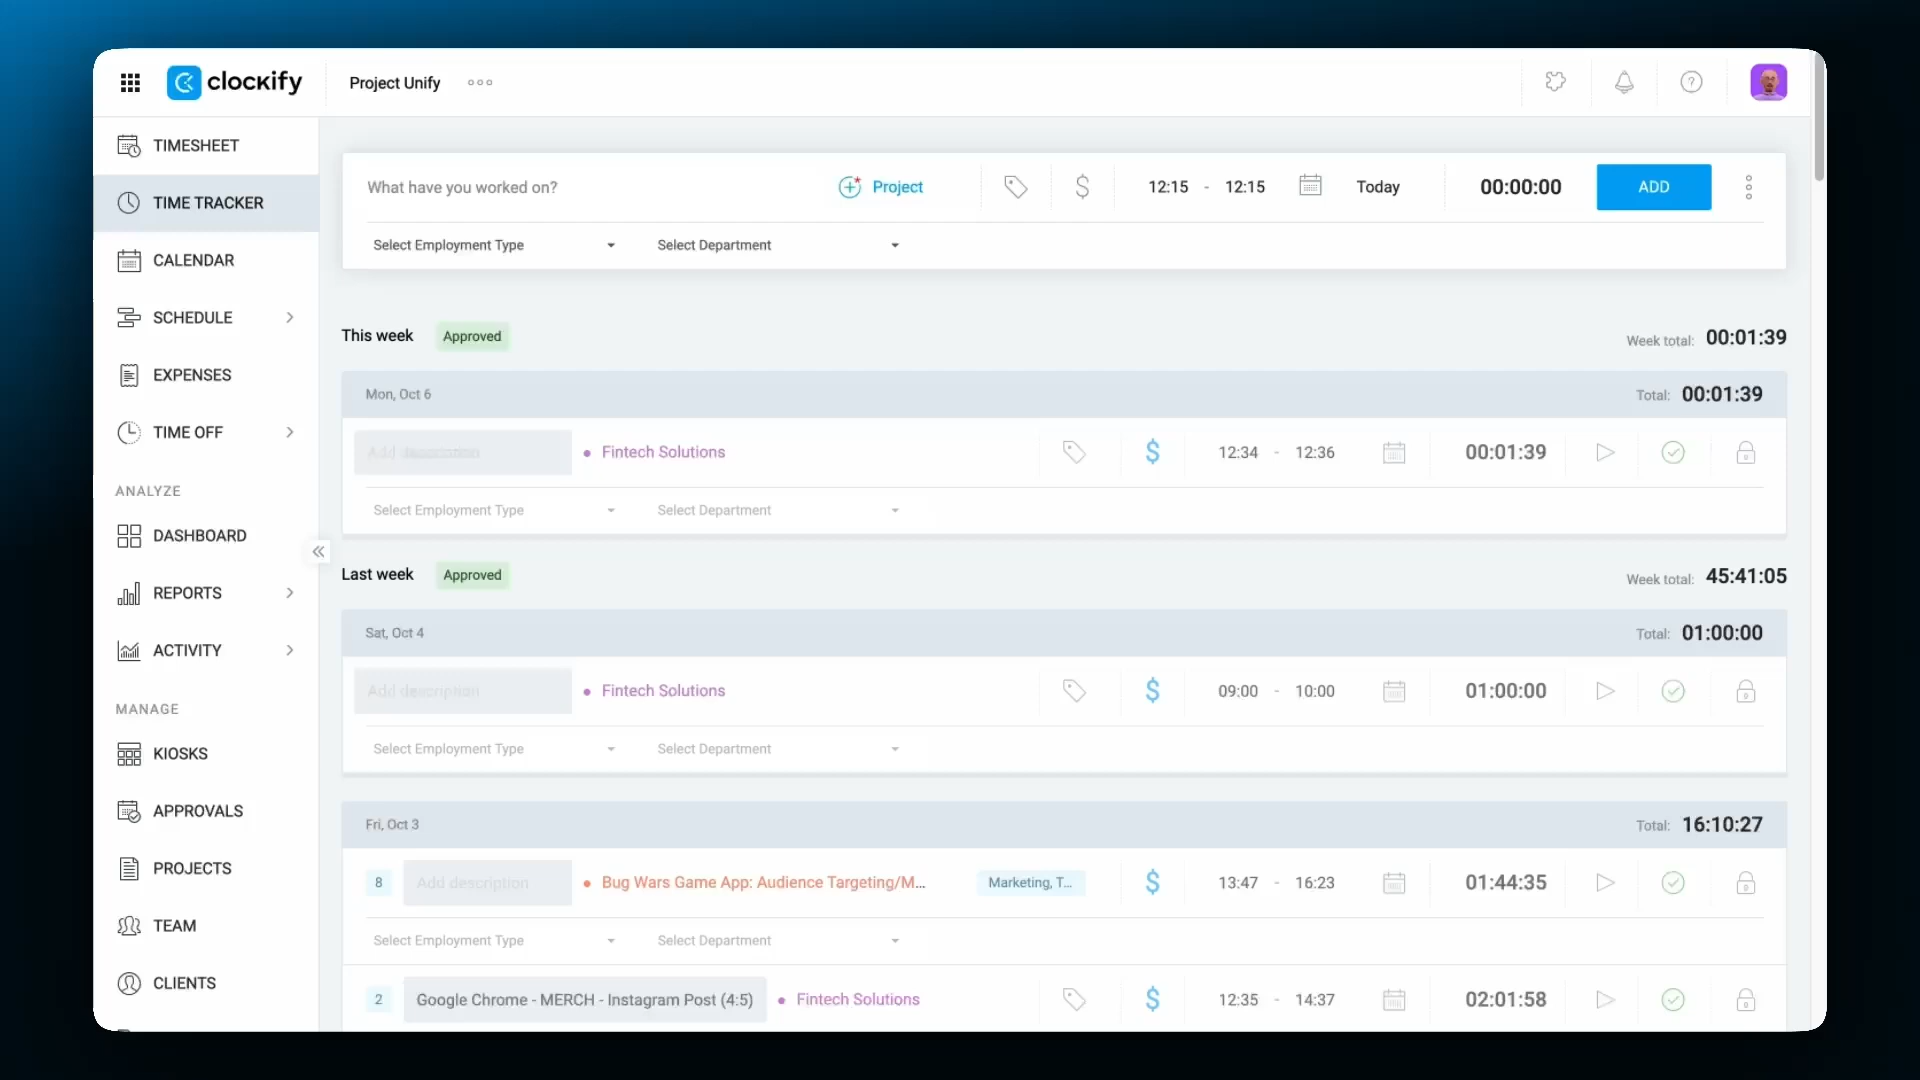 clockify
Project Unify
TIMESHEET
TIME TRACKER
CALENDAR
SCHEDULE
EXPENSES
TIME OFF
ANALYZE
DASHBOARD
REPORTS
ACTIVITY
MANAGE
KIOSKS
APPROVALS
PROJECTS
TEAM
CLIENTS
What have you worked on? Project $ 12:15 - 12:15 Today 00:00:00 ADD
Select Employment Type Select Department
This week Approved Week total: 00:01:39
Mon, Oct 6 Total: 00:01:39
Add description Fintech Solutions $ 12:34 - 12:36 00:01:39
Select Employment Type Select Department
Last week Approved Week total: 45:41:05
Sat, Oct 4 Total: 01:00:00
Add description Fintech Solutions $ 09:00 - 10:00 01:00:00
Select Employment Type Select Department
Fri, Oct 3 Total: 16:10:27
8 Add description Bug Wars Game App: Audience Targeting/M... Marketing, T... $ 13:47 - 16:23 01:44:35
Select Employment Type Select Department
2 Google Chrome - MERCH - Instagram Post (4:5) Fintech Solutions $ 12:35 - 14:37 02:01:58